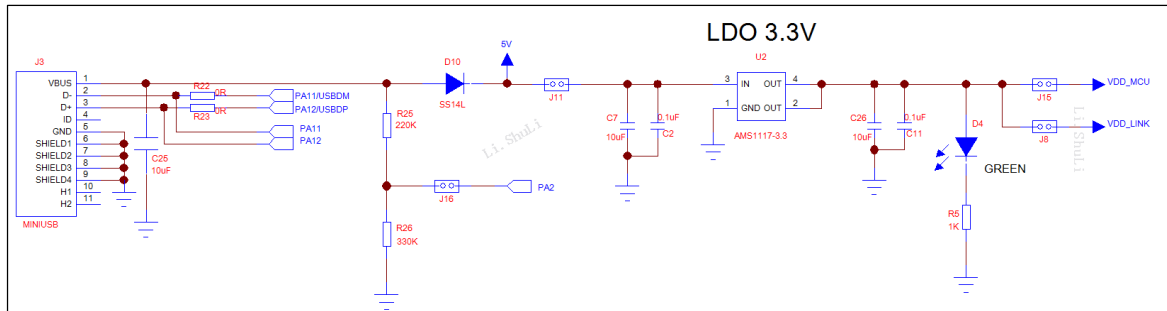 LDO 3.3V
J3
VBUS
1
D-
2
D+
3
ID
4
GND
5
SHIELD1
6
SHIELD2
7
SHIELD3
8
SHIELD4
9
H1
10
H2
11
MINIUSB
R22
0R
R23
0R
PA11/USBDM
PA12/USBDP
PA11
PA12
C25
10uF
R25
220K
R26
330K
J16
PA2
D10
SS14L
5V
J11
C7
10uF
0.1uF
C2
U2
3
IN
OUT
4
1
GND
OUT
2
AMS1117-3.3
C26
10uF
0.1uF
C11
D4
GREEN
R5
1K
J15
VDD_MCU
J8
VDD_LINK
Li. ShuLi
Li. ShuLi